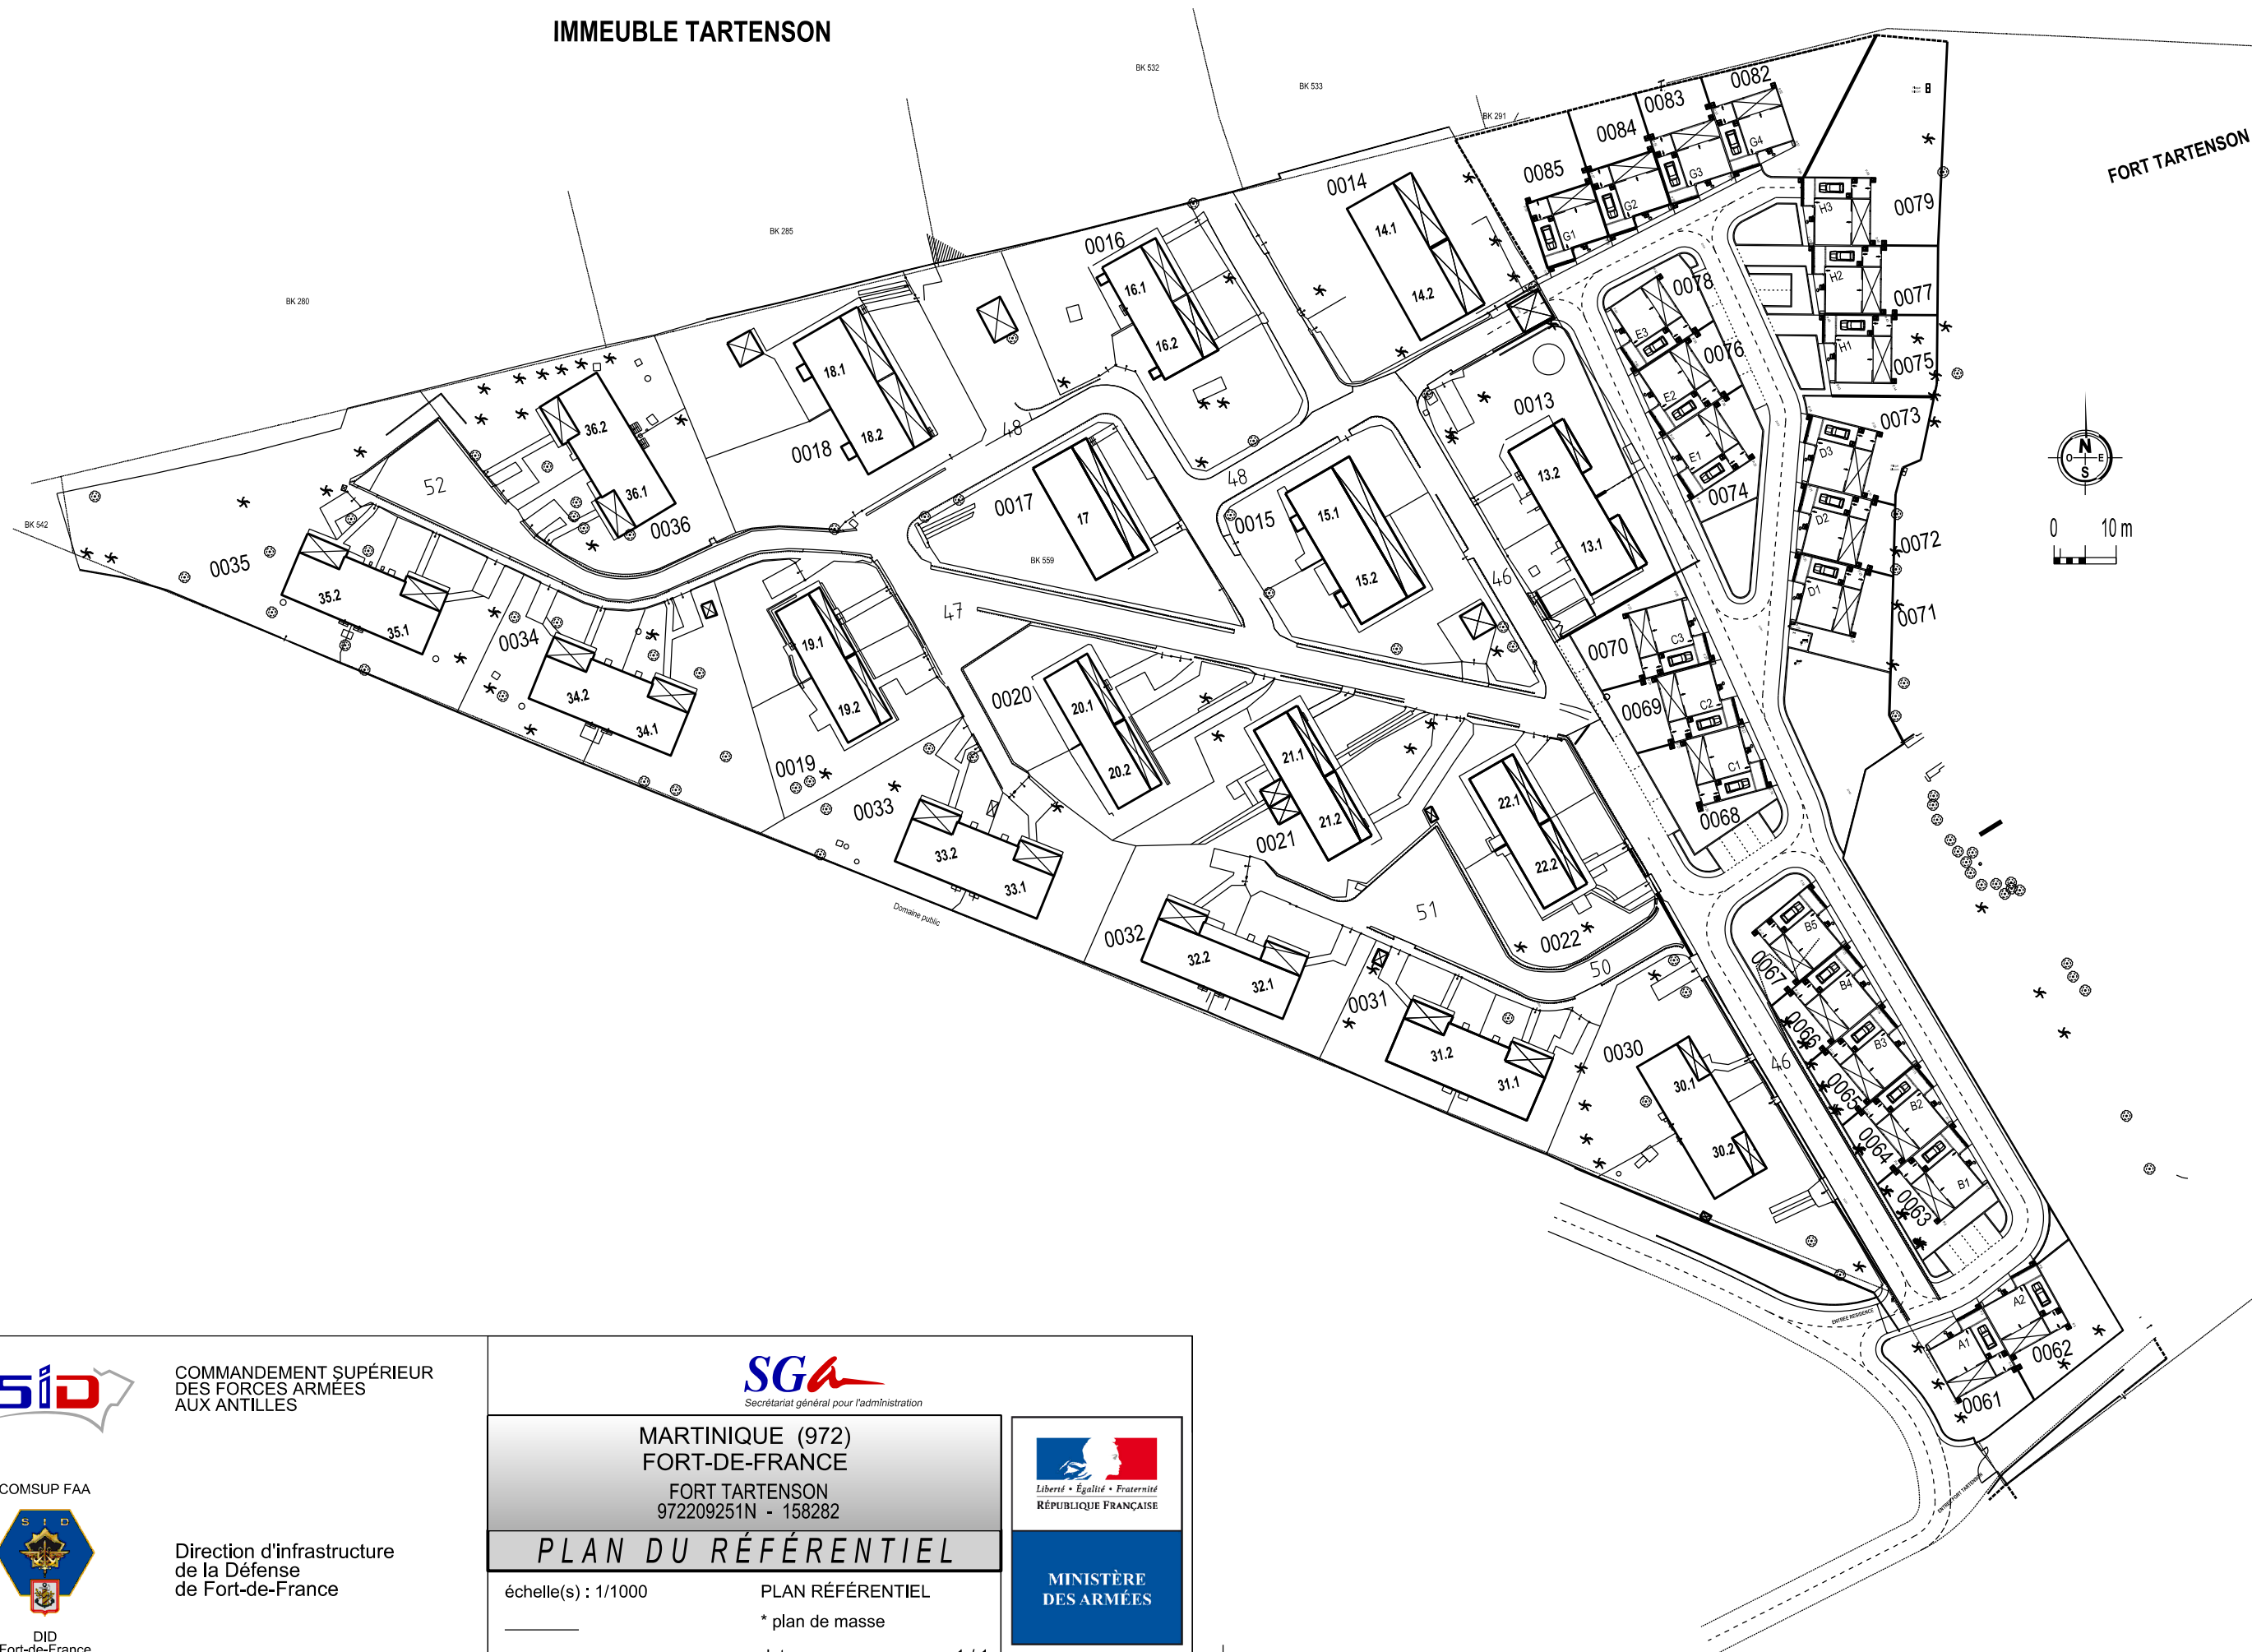 IMMEUBLE TARTENSON
BK 532
BK 533
BK 291
BK 285
BK 280
BK 542
BK 559
FORT TARTENSON
0082
0083
0084
0085
G4
G3
G2
G1
0079
0077
0075
H3
H2
H1
0078
0076
0074
E3
E2
E1
0073
0072
0071
D3
D2
D1
N
O
E
S
0
10 m
0014
14.1
14.2
0016
16.1
16.2
0013
13.2
13.1
0018
18.1
18.2
48
0017
17
48
0015
15.1
15.2
46
36.2
36.1
0036
52
0035
35.2
35.1
0034
34.2
34.1
47
19.1
19.2
0019
0020
20.1
20.2
21.1
21.2
0021
22.1
22.2
0022
0033
33.2
33.1
Domaine public
0032
32.2
32.1
51
50
0031
31.2
31.1
0030
30.1
30.2
46
0070
C3
0069
C2
C1
0068
B5
0067
B4
0066
B3
0065
B2
0064
B1
0063
ENTREE RESIDENCE
A2
A1
0062
0061
ENTREE FORT TARTENSON
SID
COMMANDEMENT SUPÉRIEUR
DES FORCES ARMÉES
AUX ANTILLES
COMSUP FAA
S I D
DID
Fort-de-France
Direction d'infrastructure
de la Défense
de Fort-de-France
SGa
Secrétariat général pour l'administration
MARTINIQUE (972)
FORT-DE-FRANCE
FORT TARTENSON
972209251N - 158282
PLAN DU RÉFÉRENTIEL
échelle(s) : 1/1000
PLAN RÉFÉRENTIEL
* plan de masse
1 / 1
Liberté • Égalité • Fraternité
RÉPUBLIQUE FRANÇAISE
MINISTÈRE
DES ARMÉES